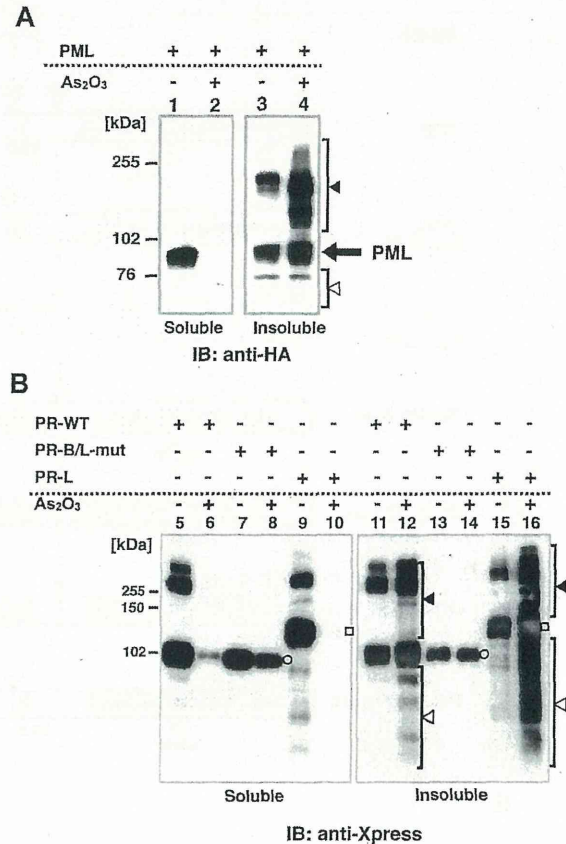 A
PML + + + +
As2O3 - + - +
1 2 3 4
[kDa]
255
102
76
PML
Soluble Insoluble
IB: anti-HA
B
PR-WT + + - - - - + + - - - -
PR-B/L-mut - - + + - - - - + + - -
PR-L - - - - + + - - - - + +
As2O3 - + - + - + - + - + - +
5 6 7 8 9 10 11 12 13 14 15 16
[kDa]
255
150
102
Soluble Insoluble
IB: anti-Xpress